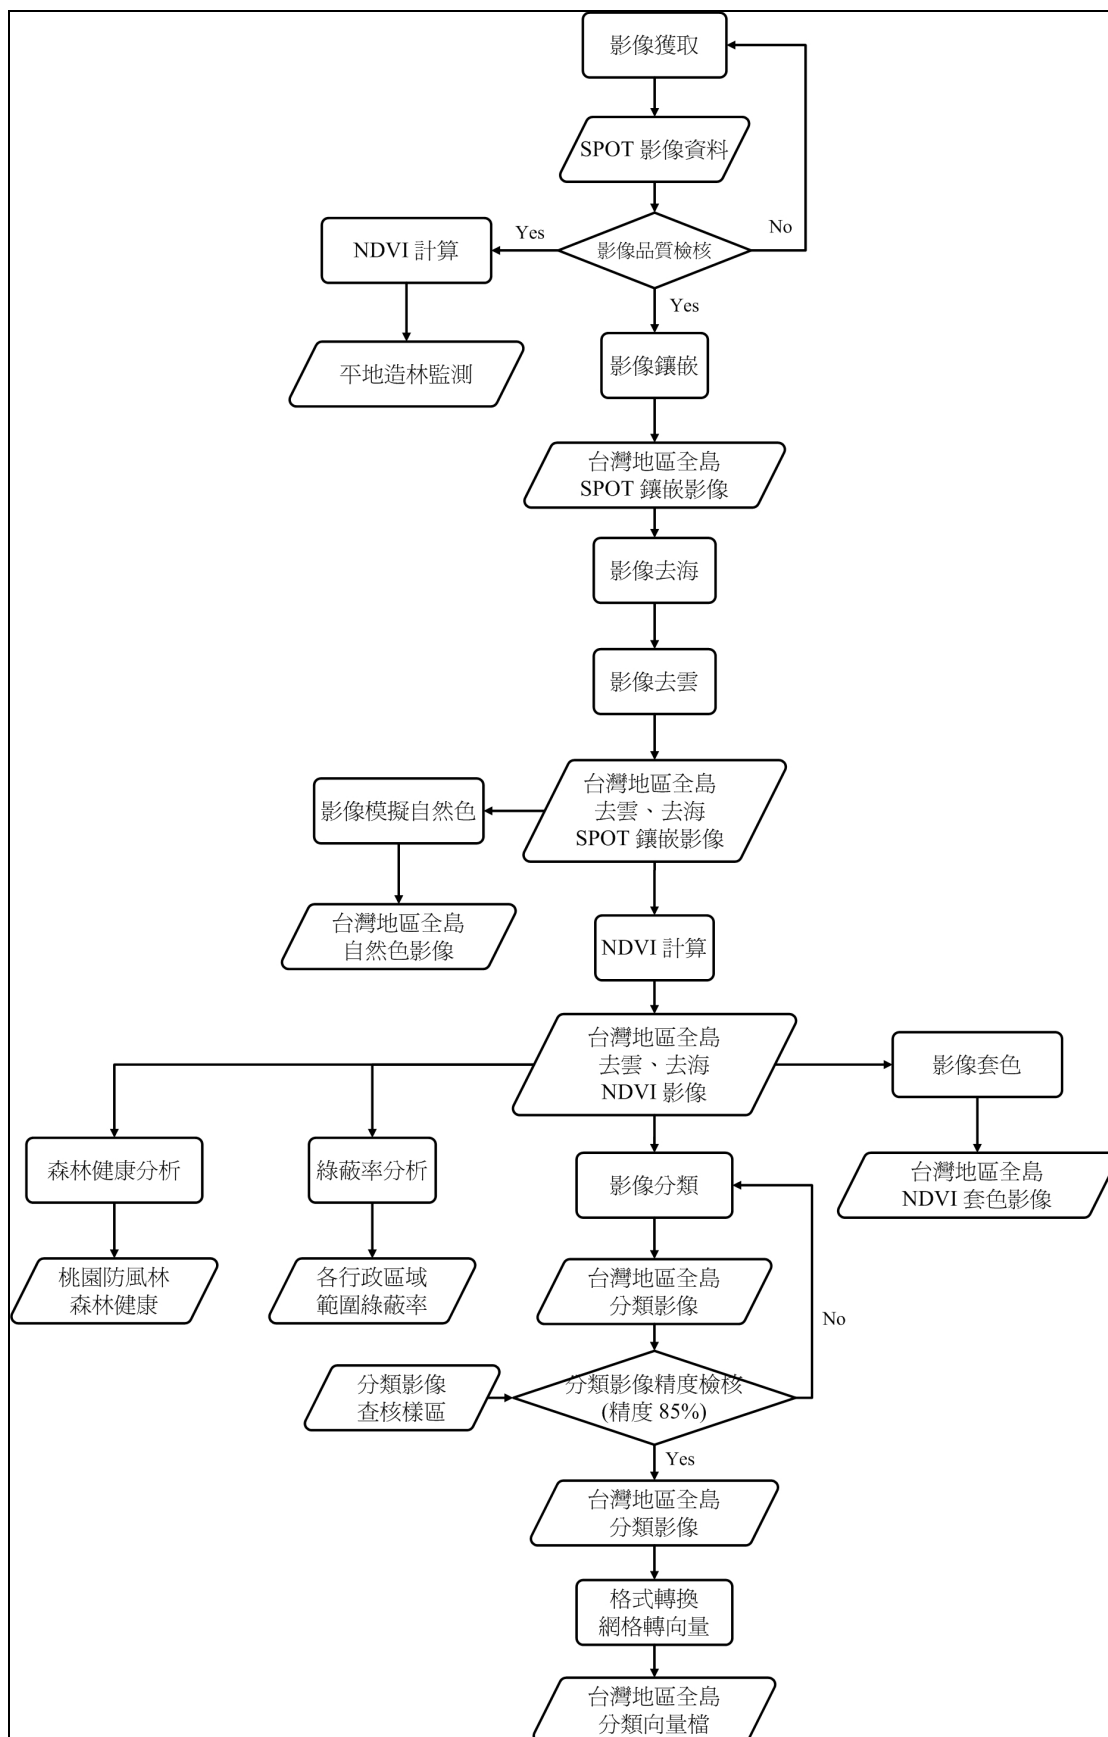 影像獲取
SPOT 影像資料
No
Yes
NDVI 計算
影像品質檢核
Yes
平地造林監測
影像鑲嵌
台灣地區全島
SPOT 鑲嵌影像
影像去海
影像去雲
影像模擬自然色
台灣地區全島
去雲、去海
SPOT 鑲嵌影像
台灣地區全島
自然色影像
NDVI 計算
台灣地區全島
去雲、去海
NDVI 影像
影像套色
森林健康分析
綠蔽率分析
影像分類
台灣地區全島
NDVI 套色影像
桃園防風林
森林健康
各行政區域
範圍綠蔽率
台灣地區全島
分類影像
No
分類影像
查核樣區
分類影像精度檢核
(精度 85%)
Yes
台灣地區全島
分類影像
格式轉換
網格轉向量
台灣地區全島
分類向量檔